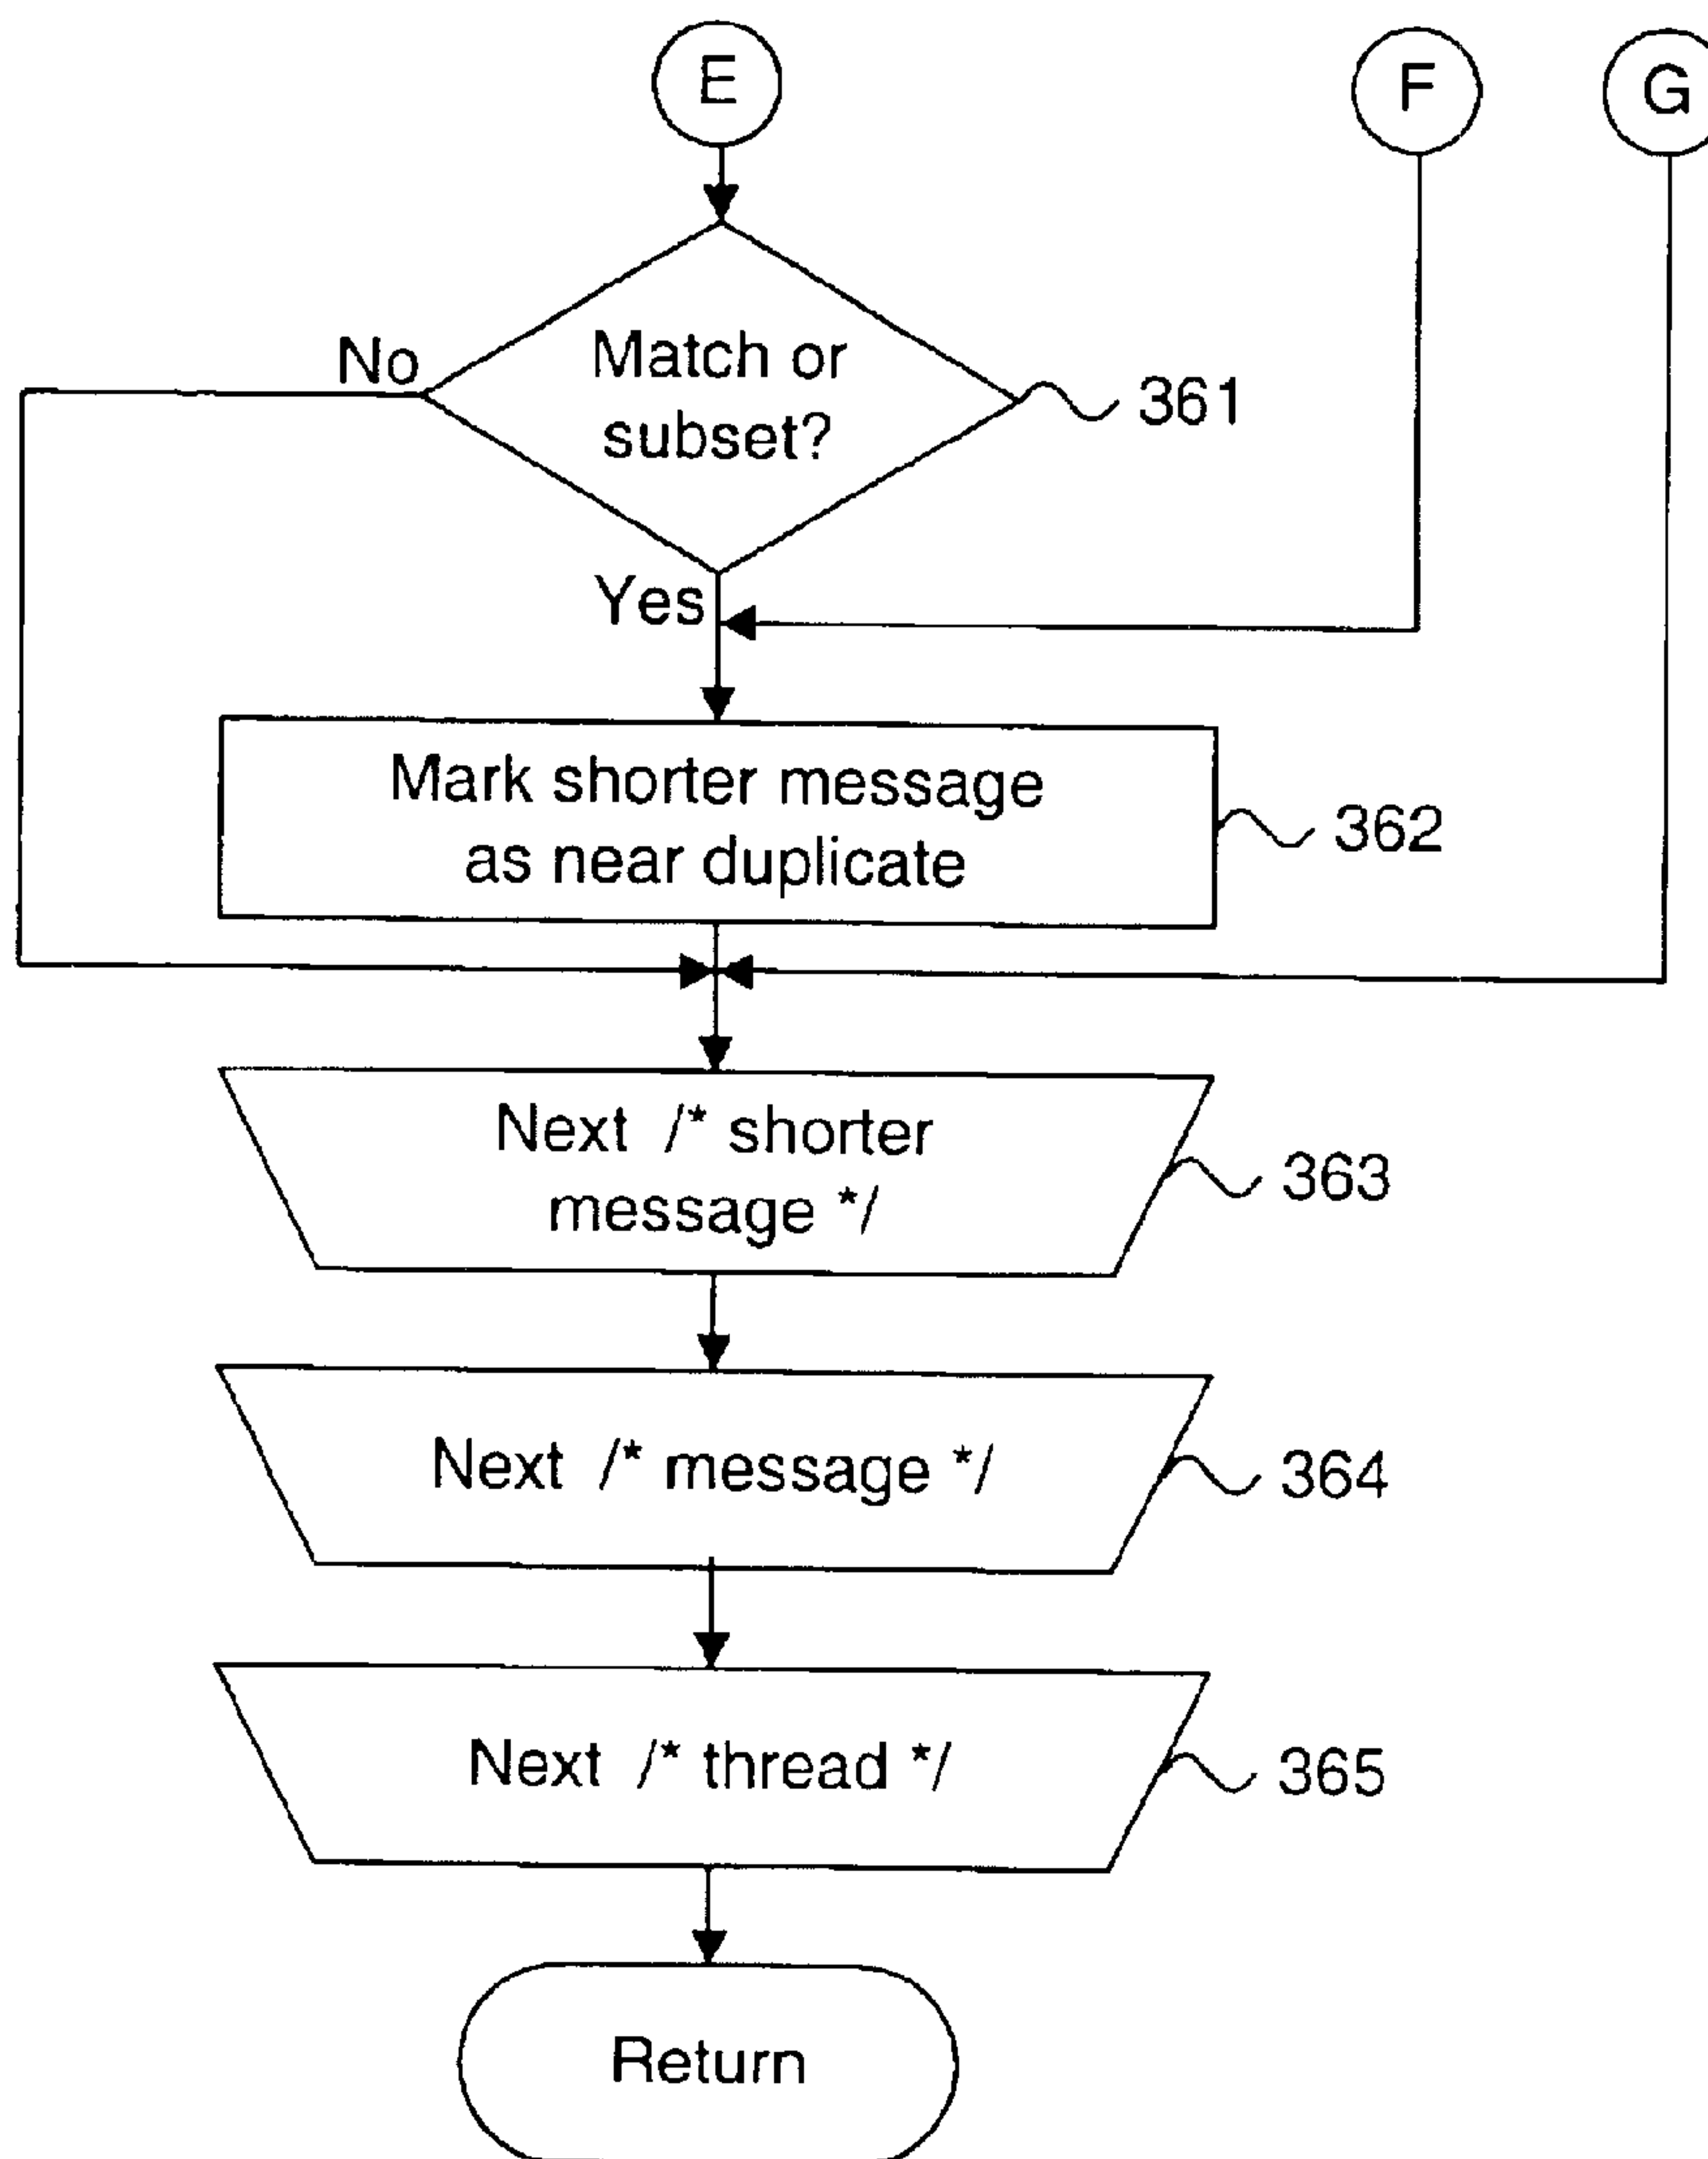 E
F
G
No
Match or
subset?
361
Yes
Mark shorter message
as near duplicate
362
Next /* shorter
message */
363
Next /* message */
364
Next /* thread */
365
Return